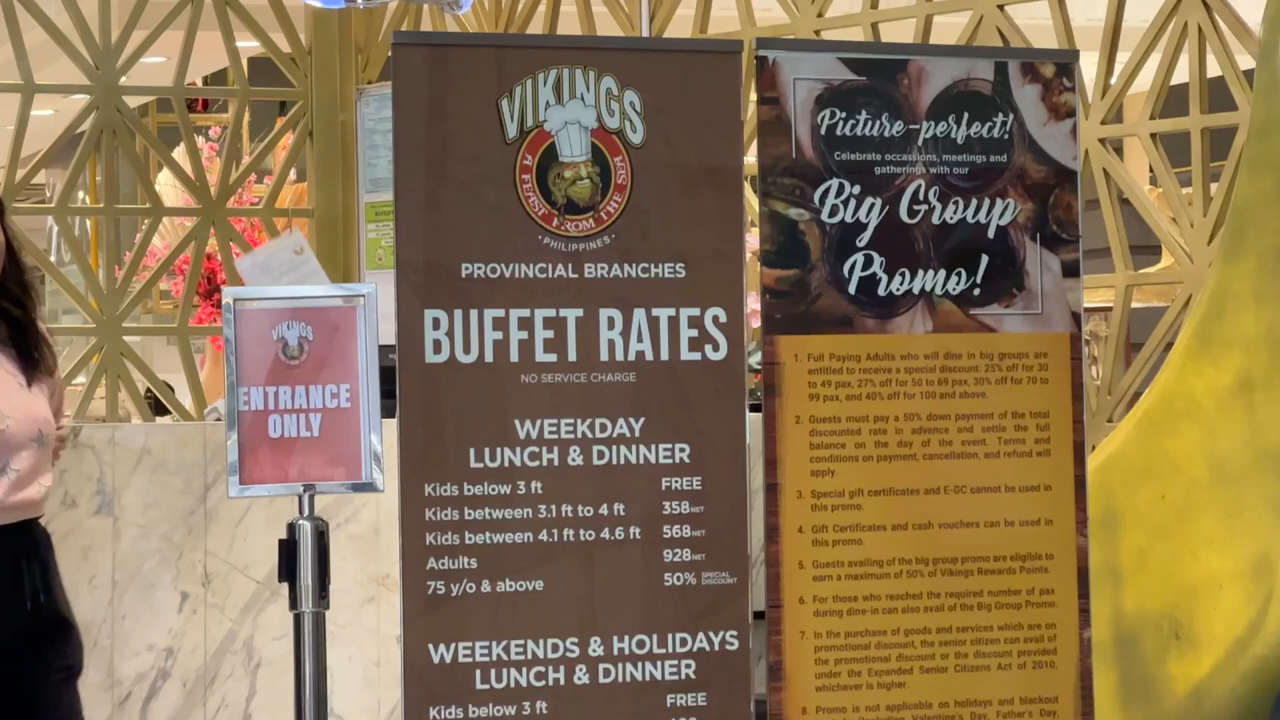 VIKINGS
ENTRANCE
ONLY
VIKINGS
A FEAST FROM THE SEA
•PHILIPPINES•
PROVINCIAL BRANCHES
BUFFET RATES
NO SERVICE CHARGE
WEEKDAY
LUNCH & DINNER
Kids below 3 ft FREE
Kids between 3.1 ft to 4 ft 358NET
Kids between 4.1 ft to 4.6 ft 568NET
Adults 928NET
75 y/o & above 50% SPECIAL DISCOUNT
WEEKENDS & HOLIDAYS
LUNCH & DINNER
Kids below 3 ft FREE
Picture-perfect!
Celebrate occassions, meetings and
gatherings with our
Big Group
Promo!
1. Full Paying Adults who will dine in big groups are
entitled to receive a special discount. 25% off for 30
to 49 pax, 27% off for 50 to 69 pax, 30% off for 70 to
99 pax, and 40% off for 100 and above.
2. Guests must pay a 50% down payment of the total
discounted rate in advance and settle the full
balance on the day of the event. Terms and
conditions on payment, cancellation, and refund will
apply.
3. Special gift certificates and E-GC cannot be used in
this promo.
4. Gift Certificates and cash vouchers can be used in
this promo.
5. Guests availing of the big group promo are eligible to
earn a maximum of 50% of Vikings Rewards Points.
6. For those who reached the required number of pax
during dine-in can also avail of the Big Group Promo.
7. In the purchase of goods and services which are on
promotional discount, the senior citizen can avail of
the promotional discount or the discount provided
under the Expanded Senior Citizens Act of 2010,
whichever is higher.
8. Promo is not applicable on holidays and blackout
Valentine's Day, Father's Day,